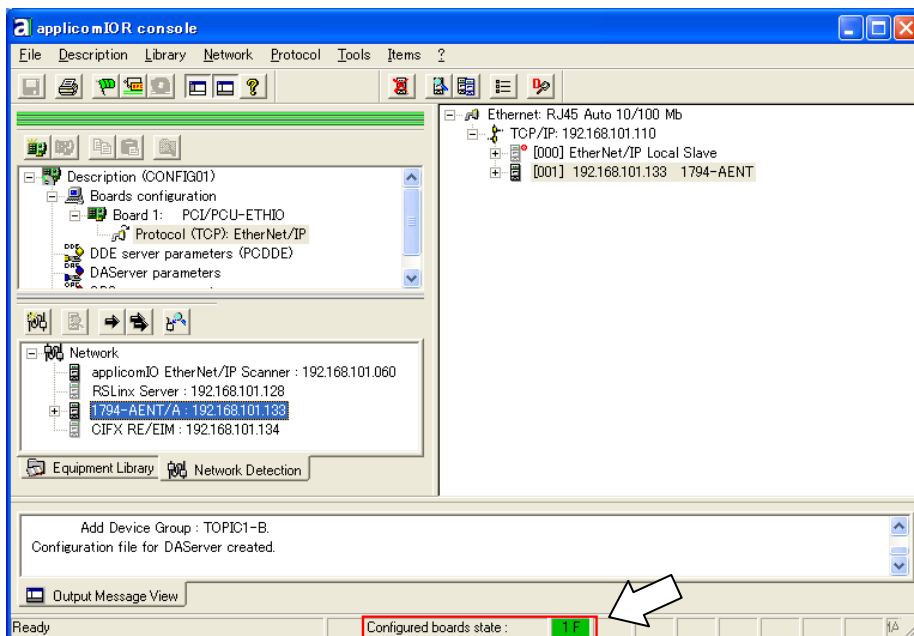 applicomIOR console
File Description Library Network Protocol Tools Items ?
Description (CONFIG01)
Boards configuration
Board 1: PCI/PCU-ETHIO
Protocol (TCP): EtherNet/IP
DDE server parameters (PCDDE)
DAServer parameters
Network
applicomIO EtherNet/IP Scanner : 192.168.101.060
RSLinx Server : 192.168.101.128
1794-AENT/A : 192.168.101.133
CIFX RE/EIM : 192.168.101.134
Equipment Library Network Detection
Ethernet: RJ45 Auto 10/100 Mb
TCP/IP: 192.168.101.110
[000] EtherNet/IP Local Slave
[001] 192.168.101.133 1794-AENT
Add Device Group : TOPIC1-B.
Configuration file for DAServer created.
Output Message View
Ready Configured boards state : 1 F